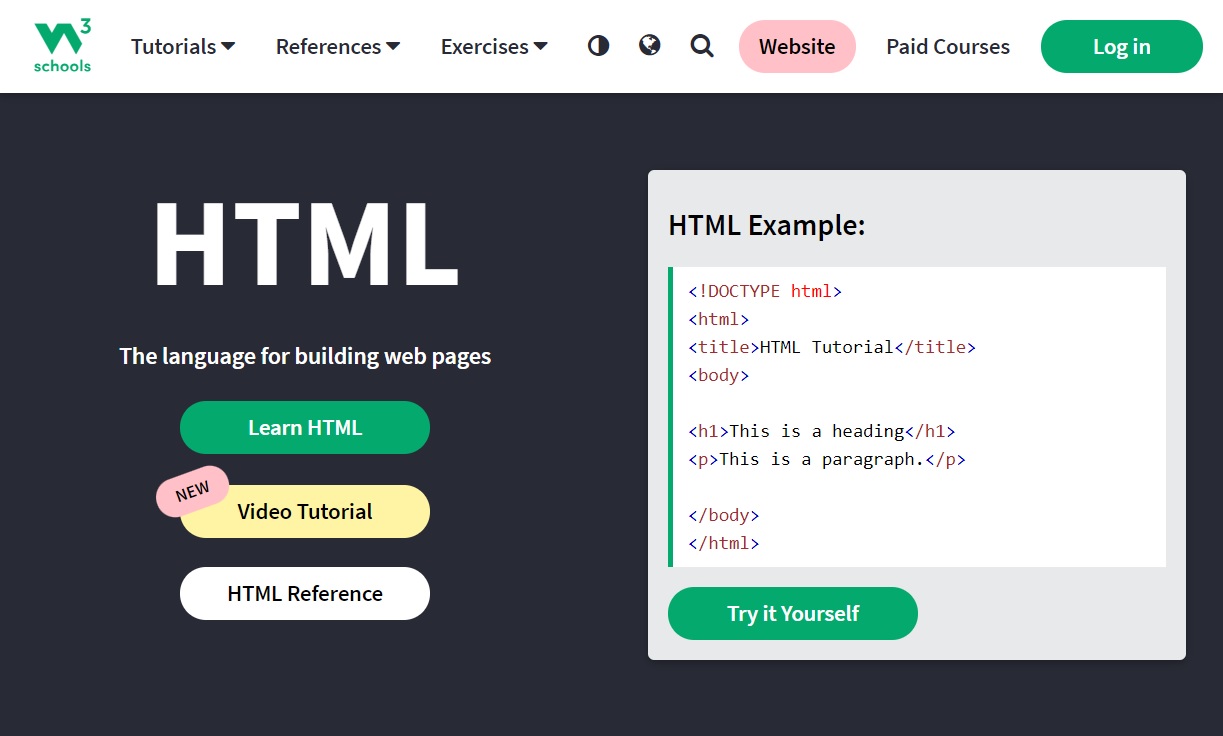 W3
schools
Tutorials
References
Exercises
Website
Paid Courses
Log in
HTML
The language for building web pages
Learn HTML
NEW
Video Tutorial
HTML Reference
HTML Example:
<!DOCTYPE html>
<html>
<title>HTML Tutorial</title>
<body>
<h1>This is a heading</h1>
<p>This is a paragraph.</p>
</body>
</html>
Try it Yourself